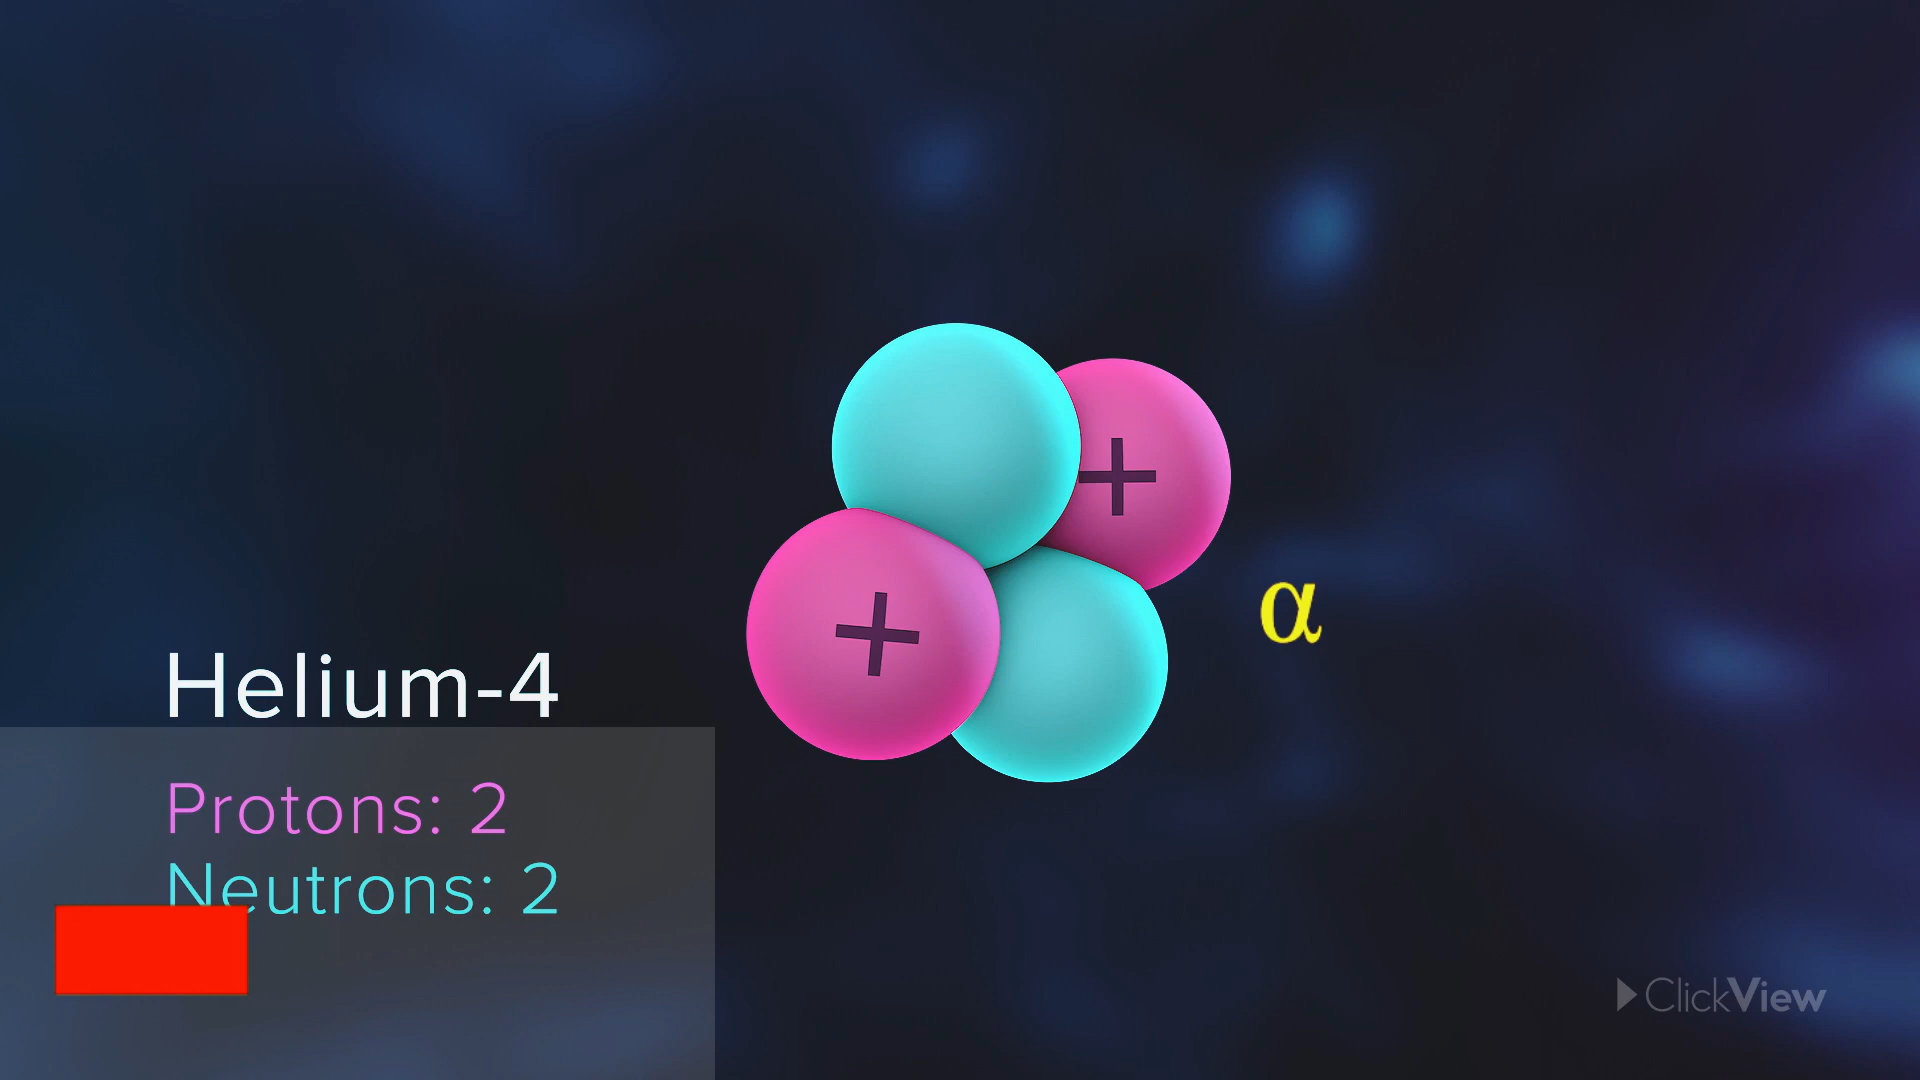 +
+
α
Helium-4
Protons: 2
Neutrons: 2
ClickView